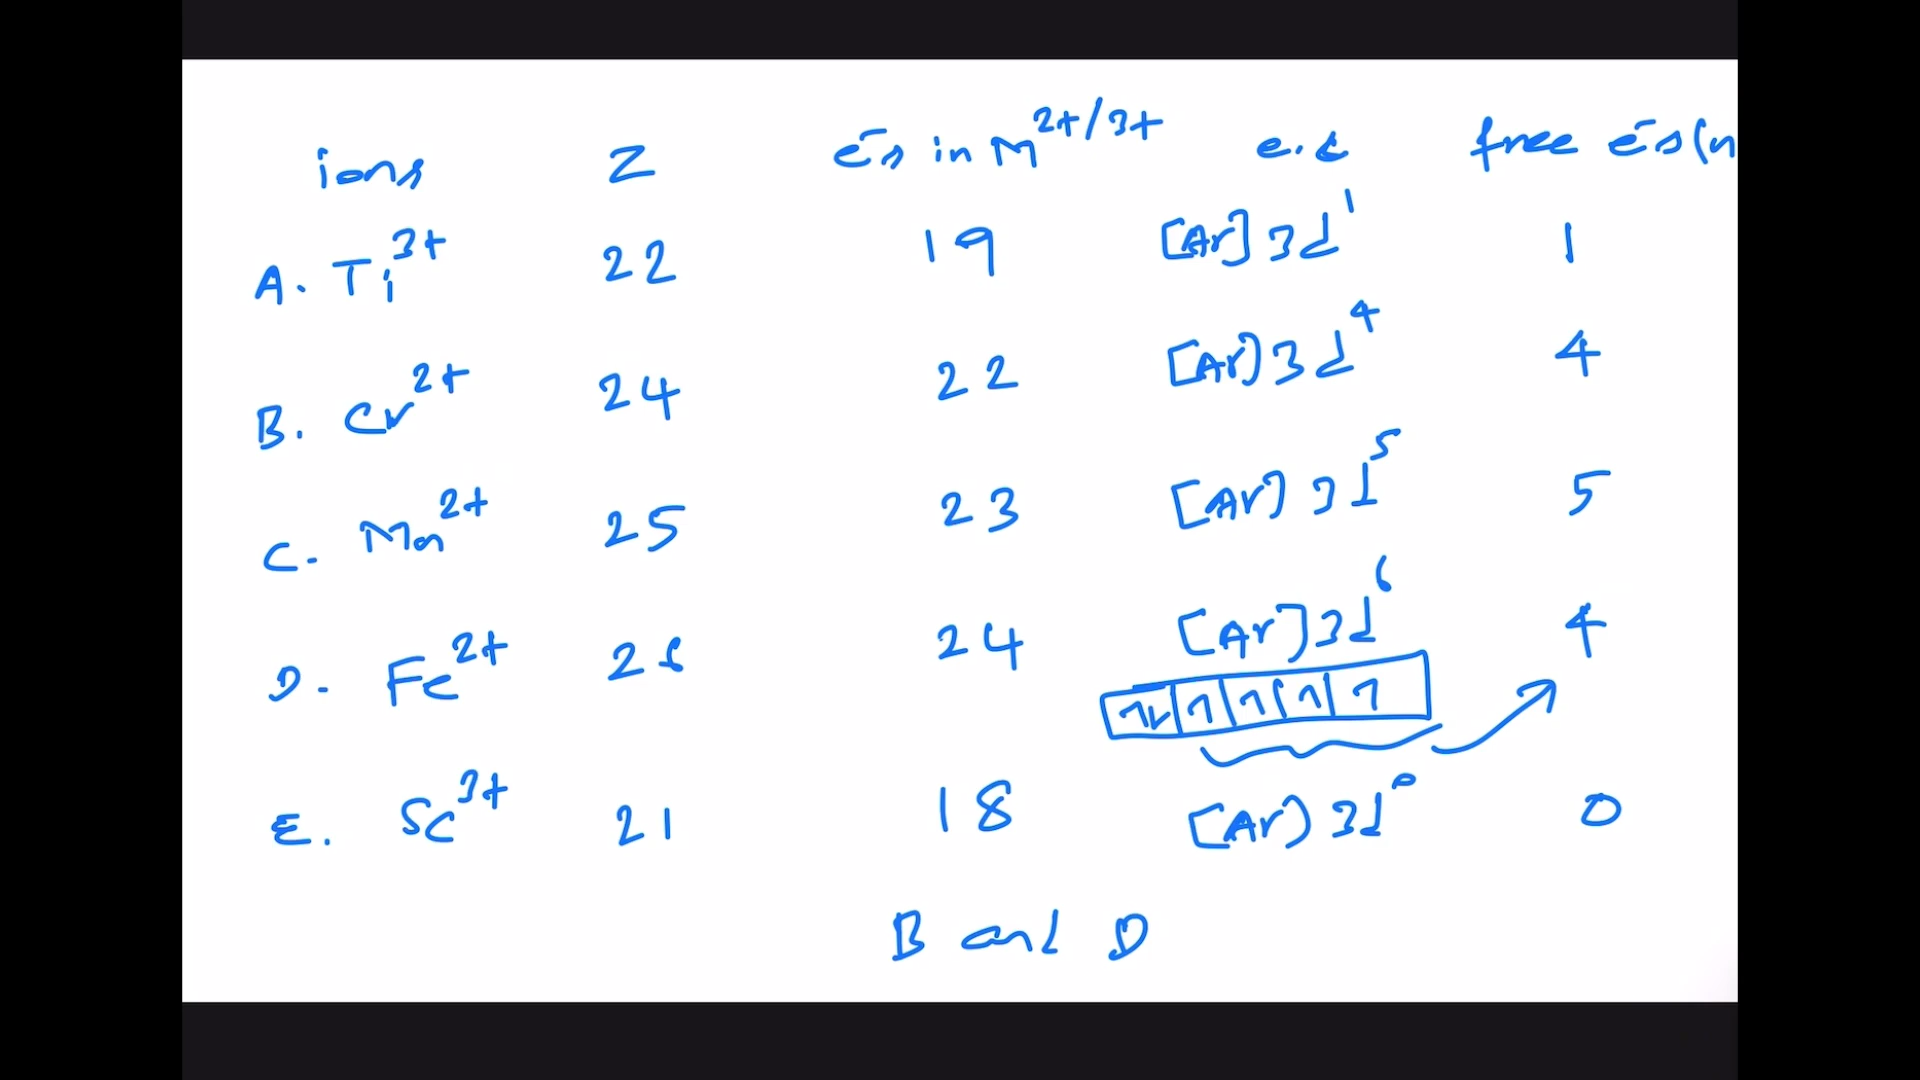 ions Z e⁻s in M²⁺/³⁺ e.c free e⁻s(n
A. Ti³⁺ 22 19 [Ar] 3d¹ 1
B. Cr²⁺ 24 22 [Ar) 3d⁴ 4
C. Mn²⁺ 25 23 [Ar) 3d⁵ 5
D. Fe²⁺ 26 24 [Ar] 3d⁶ 4
↿⇂ ↿ ↿ ↿ ↿
E. Sc³⁺ 21 18 [Ar) 3d⁰ 0
B and D